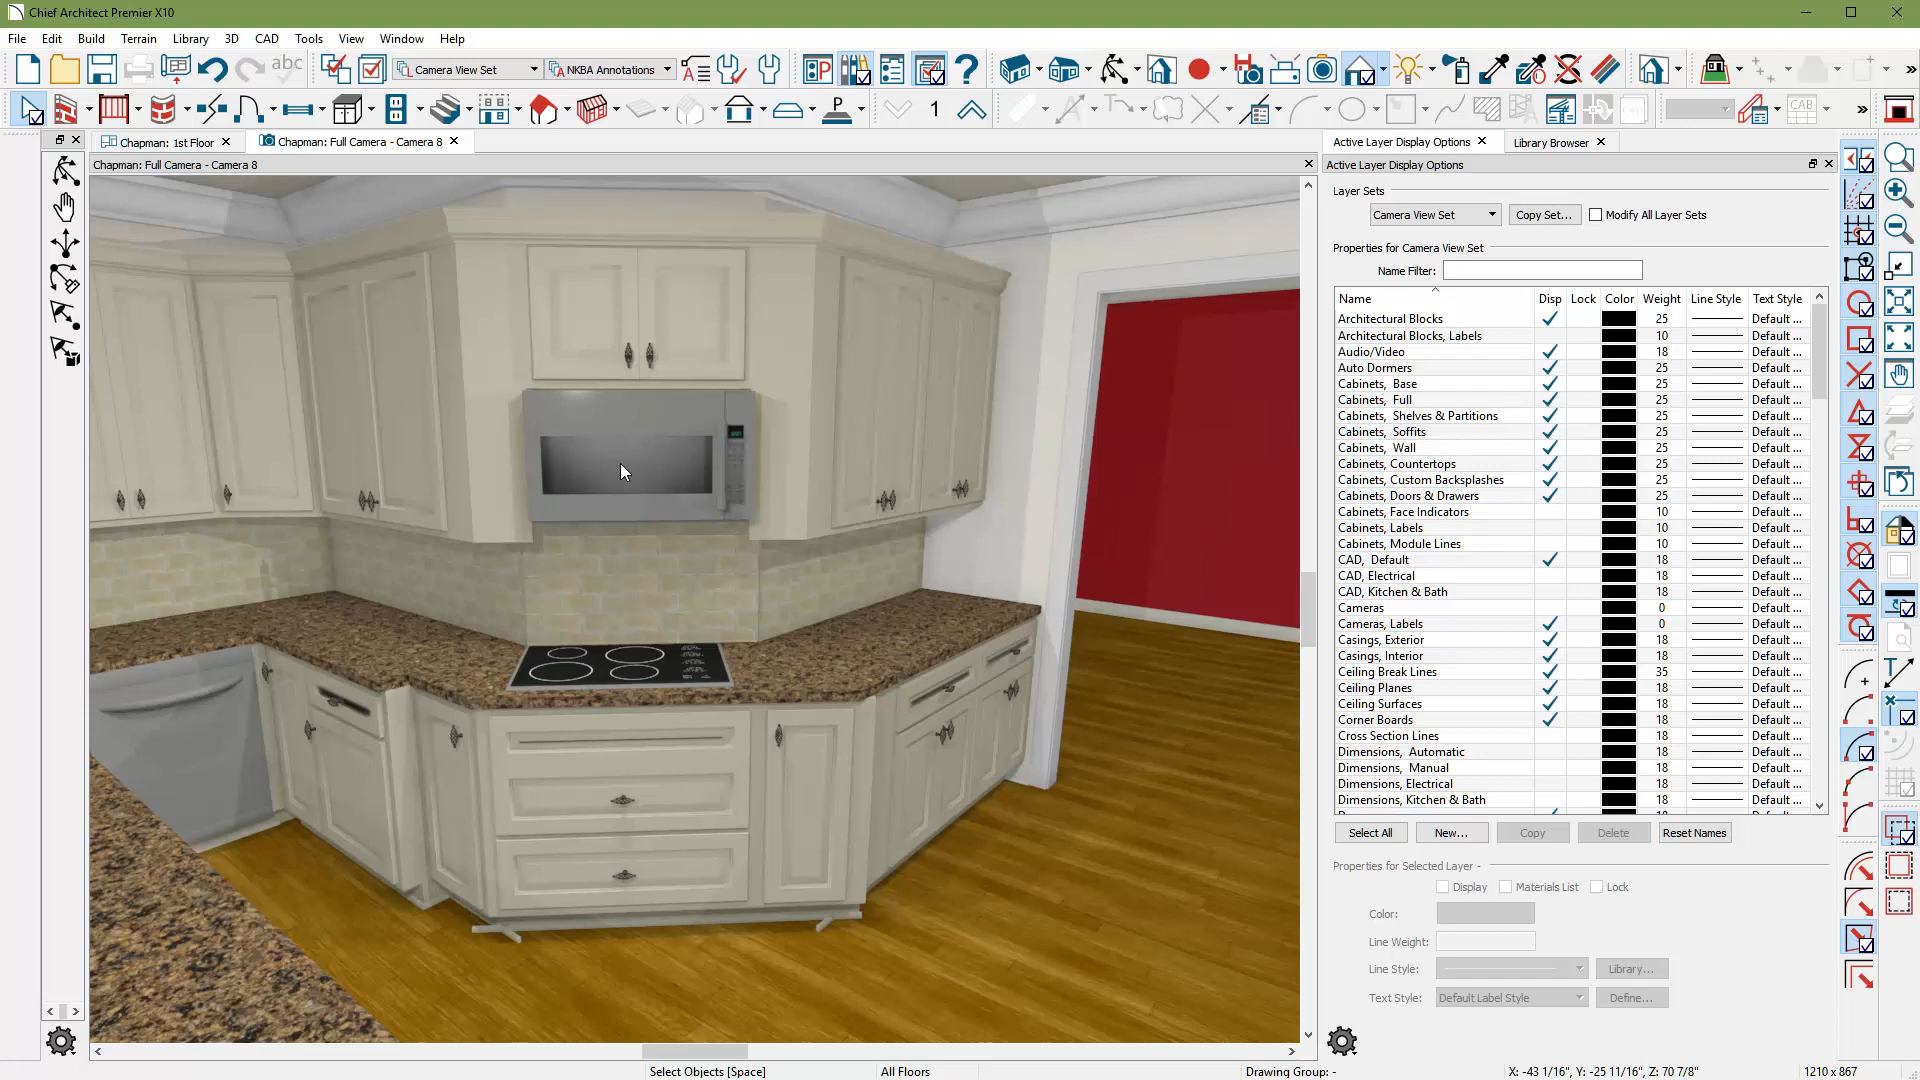 Chief Architect Premier X10
File Edit Build Terrain Library 3D CAD Tools View Window Help
abc Camera View Set NKBA Annotations
1 CAB
Chapman: 1st Floor Chapman: Full Camera - Camera 8
Chapman: Full Camera - Camera 8
Active Layer Display Options Library Browser
Active Layer Display Options
Layer Sets
Camera View Set Copy Set... Modify All Layer Sets
Properties for Camera View Set
Name Filter:
Name Disp Lock Color Weight Line Style Text Style
Architectural Blocks 25 Default ...
Architectural Blocks, Labels 10 Default ...
Audio/Video 18 Default ...
Auto Dormers 25 Default ...
Cabinets, Base 25 Default ...
Cabinets, Full 25 Default ...
Cabinets, Shelves & Partitions 25 Default ...
Cabinets, Soffits 25 Default ...
Cabinets, Wall 25 Default ...
Cabinets, Countertops 25 Default ...
Cabinets, Custom Backsplashes 25 Default ...
Cabinets, Doors & Drawers 25 Default ...
Cabinets, Face Indicators 10 Default ...
Cabinets, Labels 10 Default ...
Cabinets, Module Lines 10 Default ...
CAD, Default 18 Default ...
CAD, Electrical 18 Default ...
CAD, Kitchen & Bath 18 Default ...
Cameras 0 Default ...
Cameras, Labels 0 Default ...
Casings, Exterior 18 Default ...
Casings, Interior 18 Default ...
Ceiling Break Lines 35 Default ...
Ceiling Planes 18 Default ...
Ceiling Surfaces 18 Default ...
Corner Boards 18 Default ...
Cross Section Lines 18 Default ...
Dimensions, Automatic 18 Default ...
Dimensions, Manual 18 Default ...
Dimensions, Electrical 18 Default ...
Dimensions, Kitchen & Bath 18 Default ...
Select All New... Copy Delete Reset Names
Properties for Selected Layer -
Display Materials List Lock
Color:
Line Weight:
Line Style: Library...
Text Style: Default Label Style Define...
Select Objects [Space] All Floors Drawing Group: - X: -43 1/16", Y: -25 11/16", Z: 70 7/8" 1210 x 867